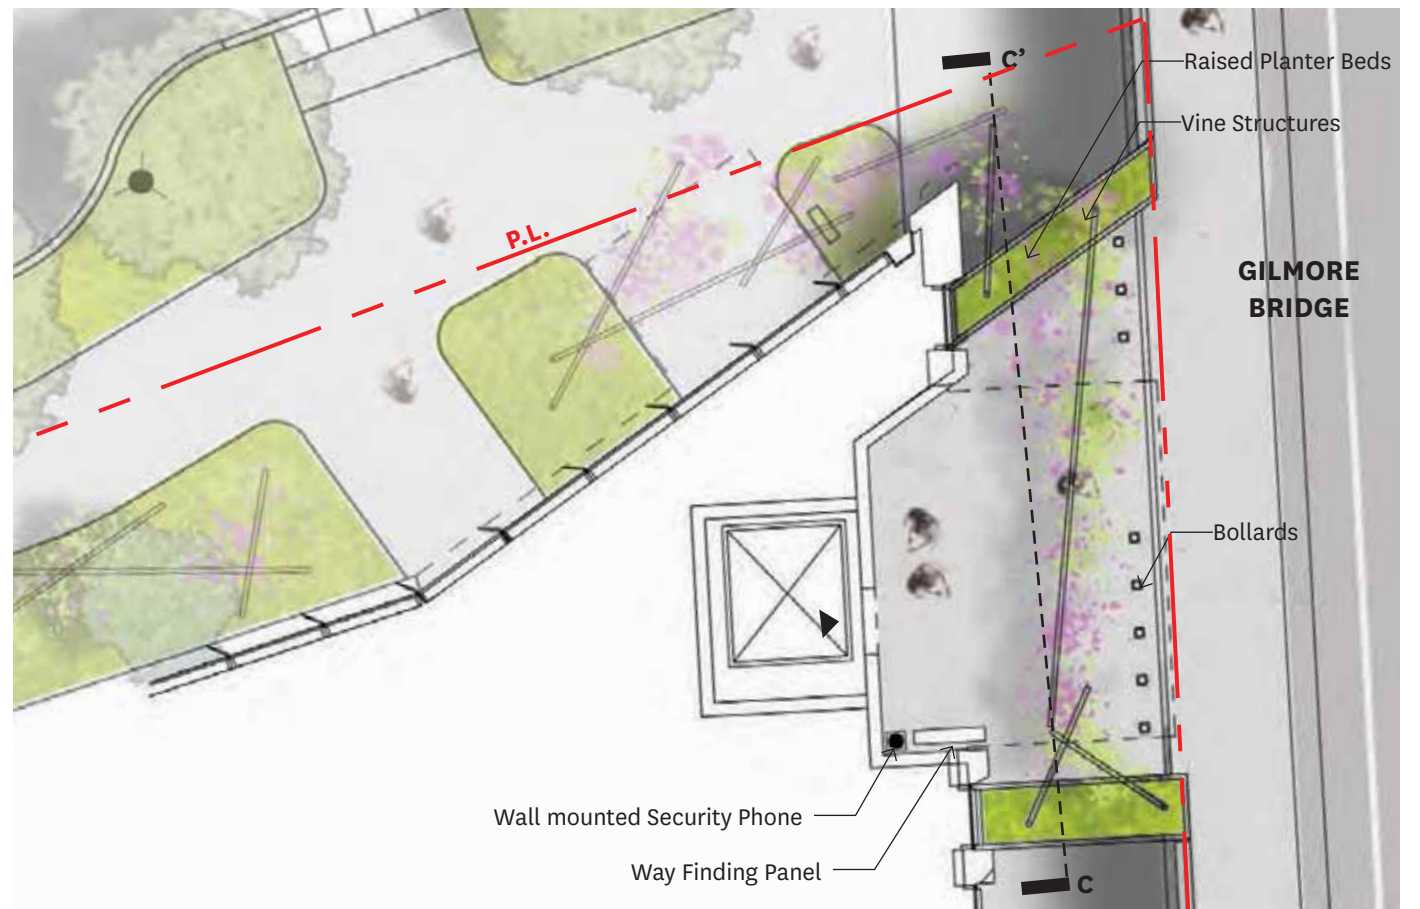 C’
Raised Planter Beds
Vine Structures
P.L.
GILMORE
BRIDGE
Bollards
Wall mounted Security Phone
Way Finding Panel
C